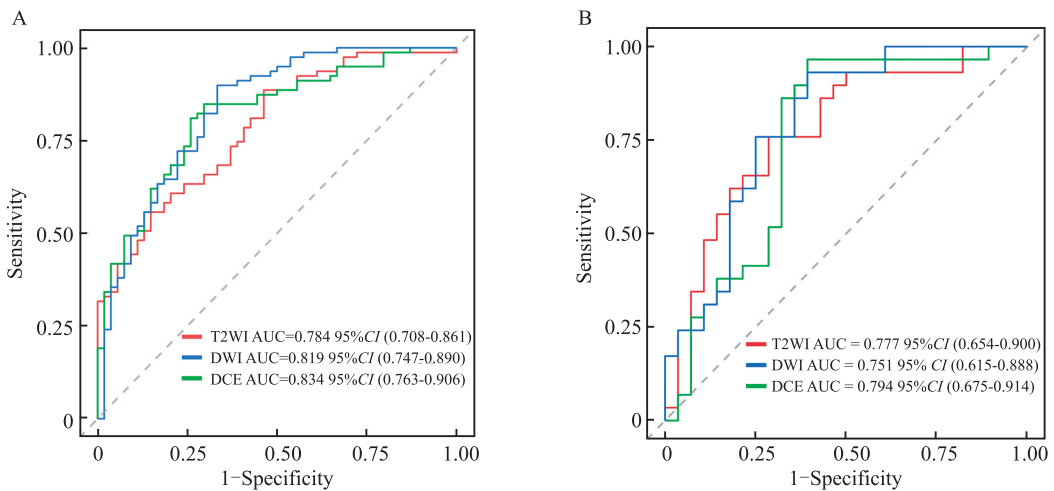 A
1.00
0.75
0.50
0.25
0
Sensitivity
T2WI AUC=0.784 95%CI (0.708-0.861)
DWI AUC=0.819 95%CI (0.747-0.890)
DCE AUC=0.834 95%CI (0.763-0.906)
0 0.25 0.50 0.75 1.00
1−Specificity
B
1.00
0.75
0.50
0.25
0
Sensitivity
T2WI AUC = 0.777 95%CI (0.654-0.900)
DWI AUC = 0.751 95% CI (0.615-0.888)
DCE AUC = 0.794 95%CI (0.675-0.914)
0 0.25 0.50 0.75 1.00
1−Specificity